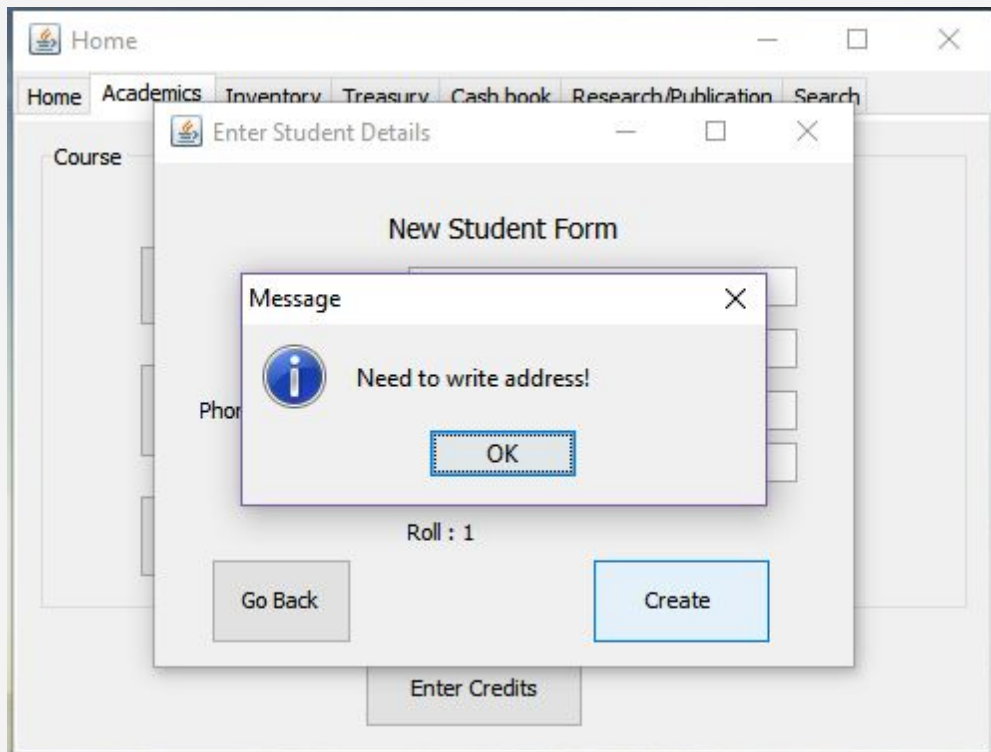 Home
Home Academics Inventory Treasury Cash book Research/Publication Search
Enter Student Details
Course
New Student Form
Message
Need to write address!
OK
Roll : 1
Go Back
Create
Enter Credits